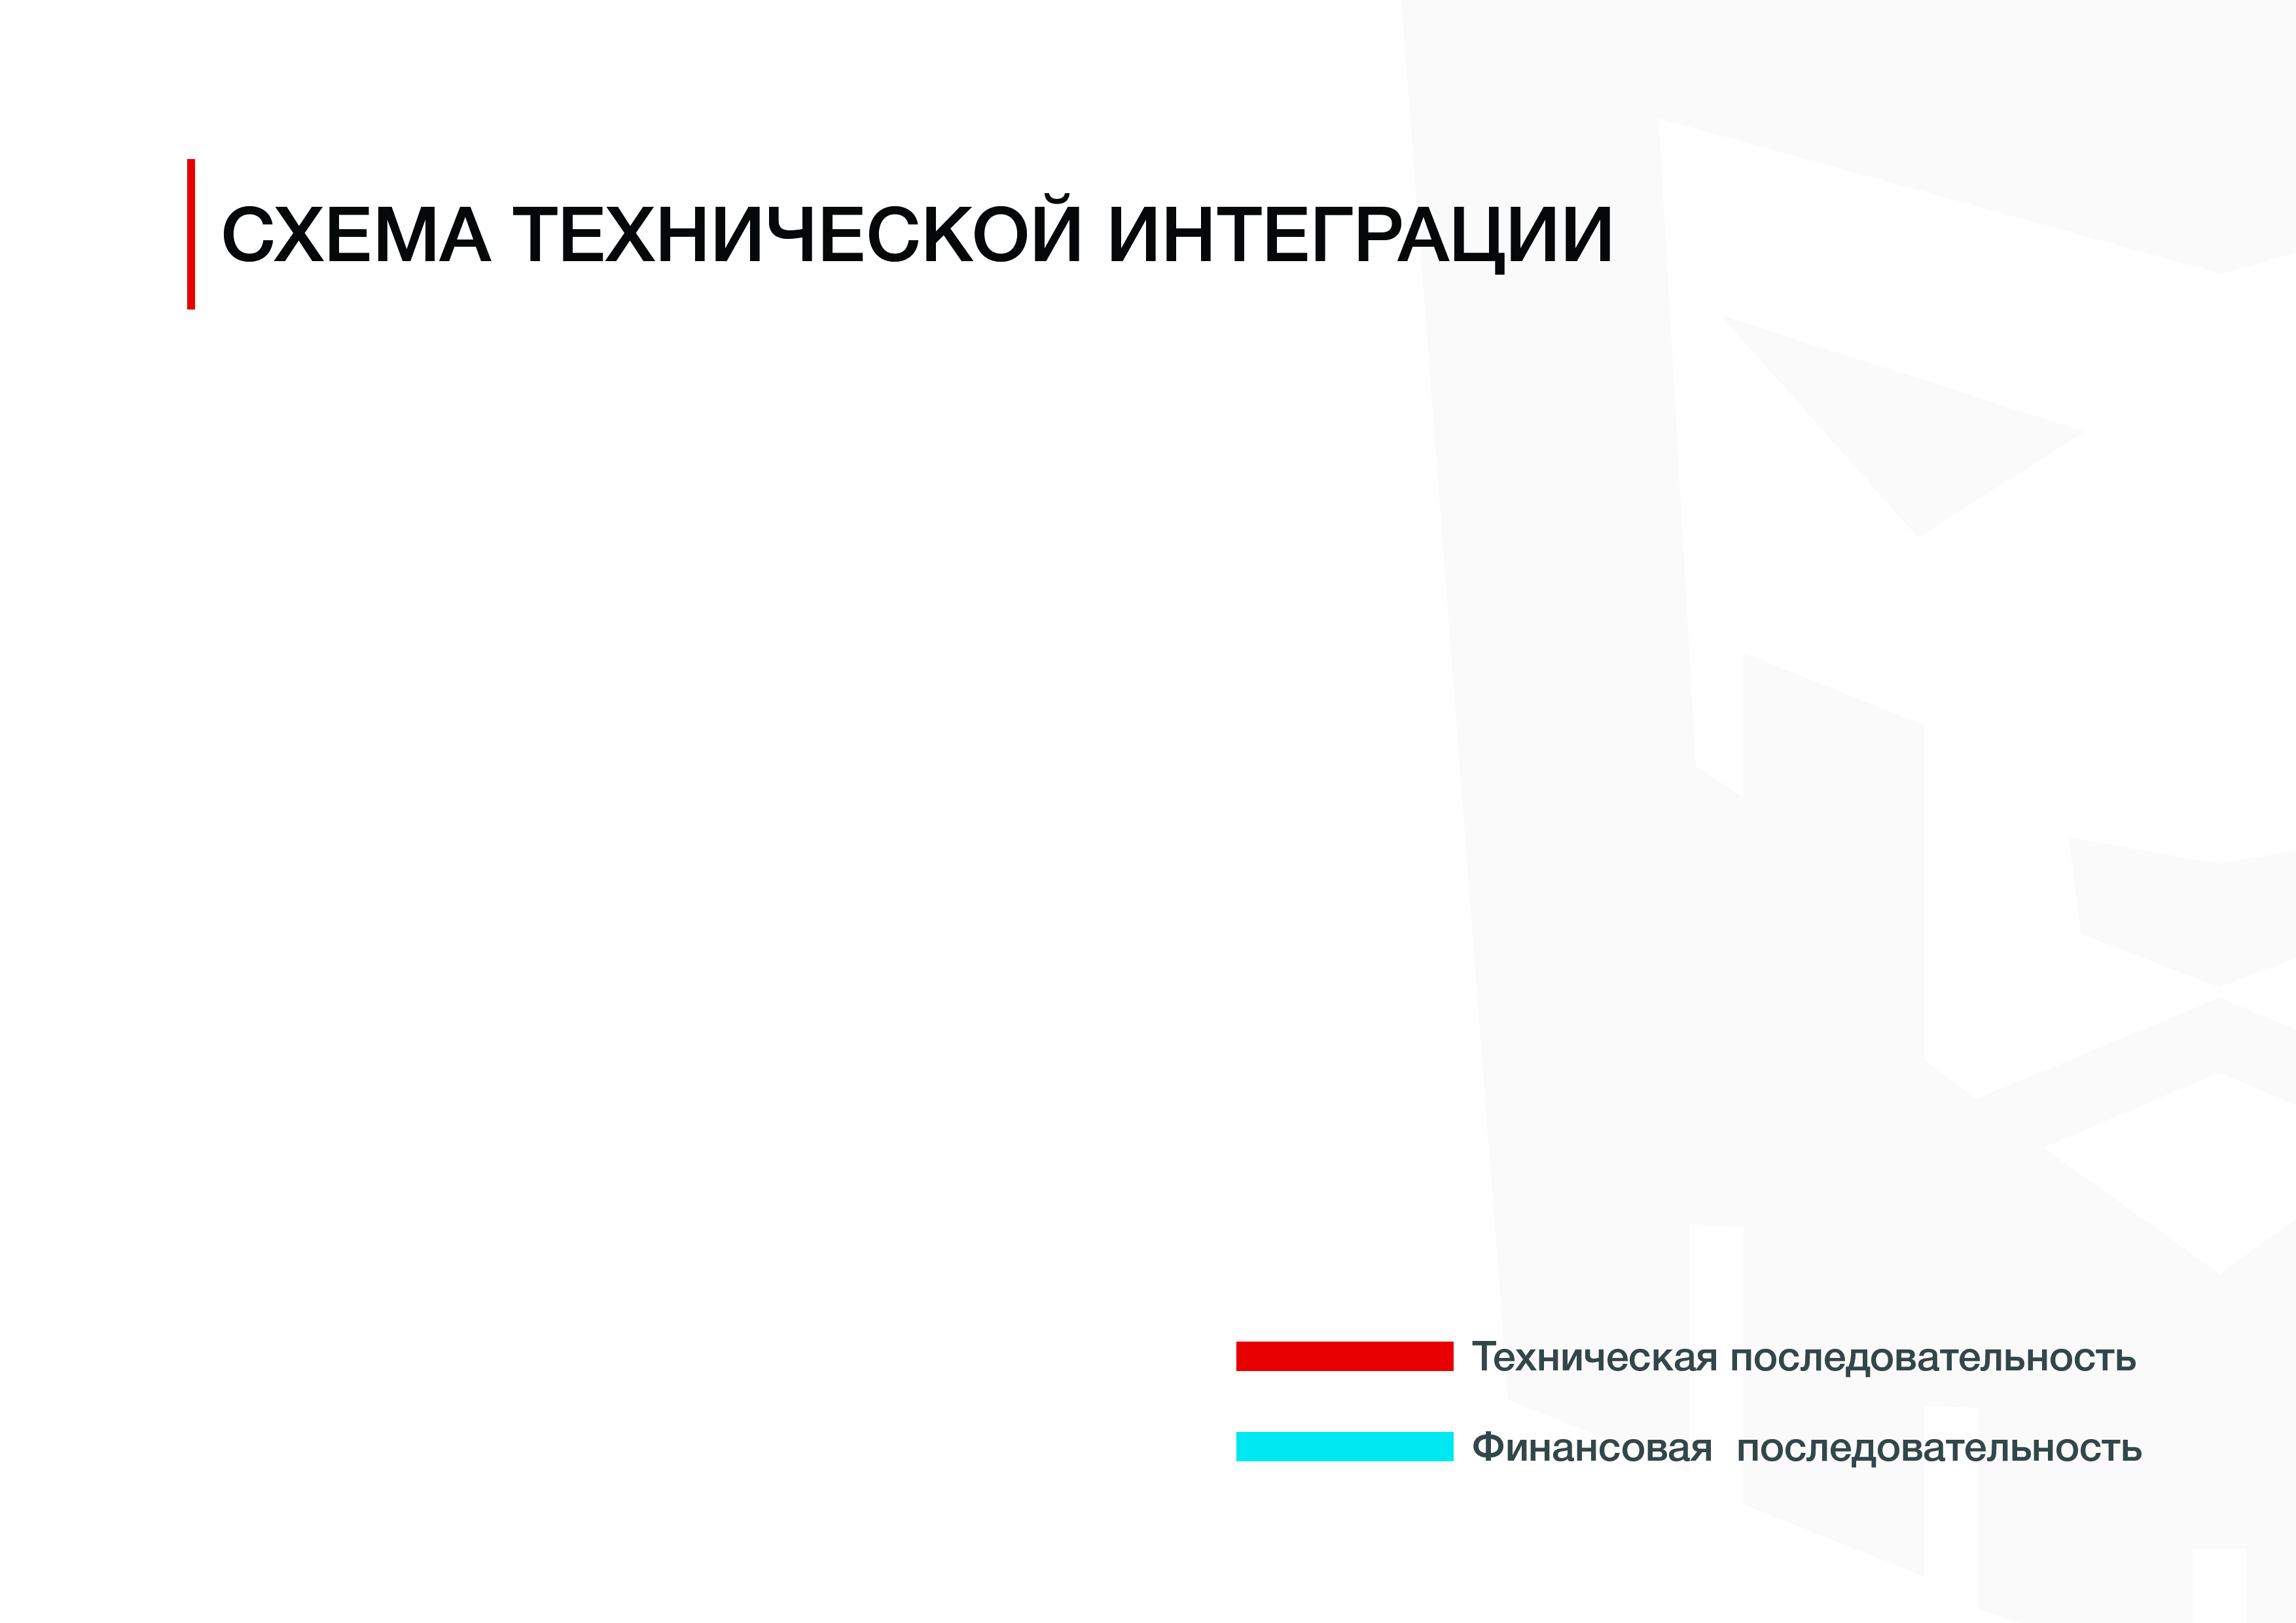 СХЕМА ТЕХНИЧЕСКОЙ ИНТЕГРАЦИИ
Техническая последовательность
Финансовая последовательность